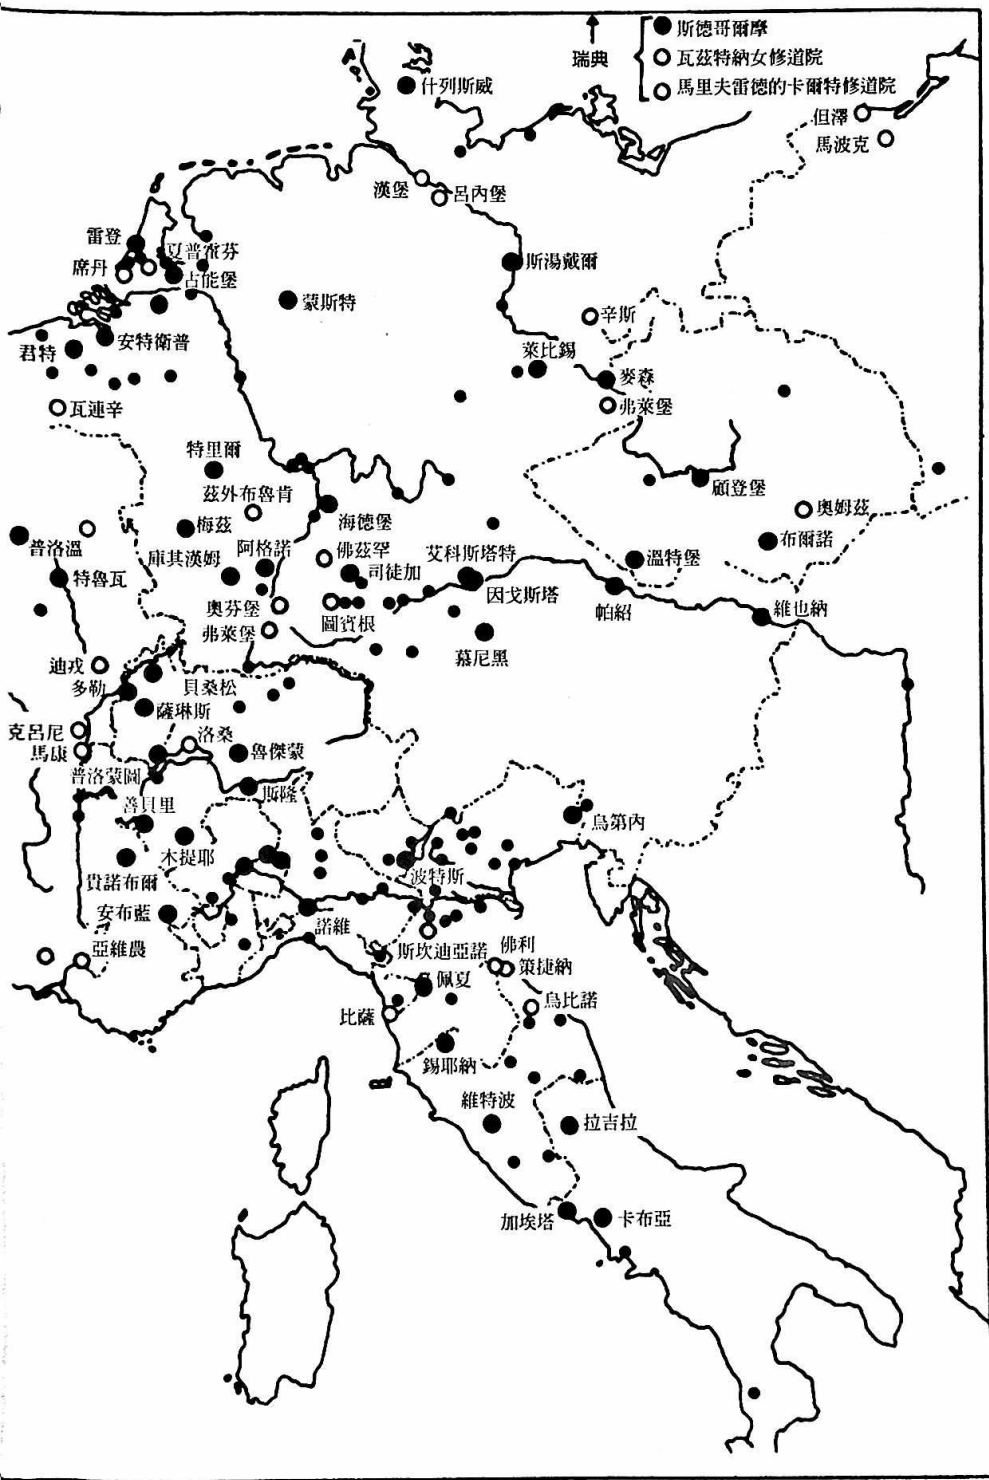 瑞典
斯德哥爾摩
瓦茲特納女修道院
馬里夫雷德的卡爾特修道院
什列斯威
但澤
馬波克
漢堡
呂內堡
雷登
夏普霍芬
席丹
占能堡
斯湯戴爾
蒙斯特
辛斯
安特衛普
君特
萊比錫
麥森
弗萊堡
瓦連辛
特里爾
茲外布魯肯
顧登堡
奧姆茲
梅茲
海德堡
布爾諾
普洛溫
庫其漢姆
阿格諾
佛茲罕
艾科斯塔特
溫特堡
特魯瓦
司徒加
因戈斯塔
奧芬堡
圖賓根
帕紹
維也納
弗萊堡
慕尼黑
迪戎
多勒
貝桑松
薩琳斯
克呂尼
洛桑
馬康
魯傑蒙
普洛蒙圖
斯隆
善貝里
烏第內
木提耶
波特斯
貴諾布爾
安布藍
諾維
亞維農
斯坎迪亞諾
佛利
策捷納
佩夏
烏比諾
比薩
錫耶納
維特波
拉吉拉
加埃塔
卡布亞